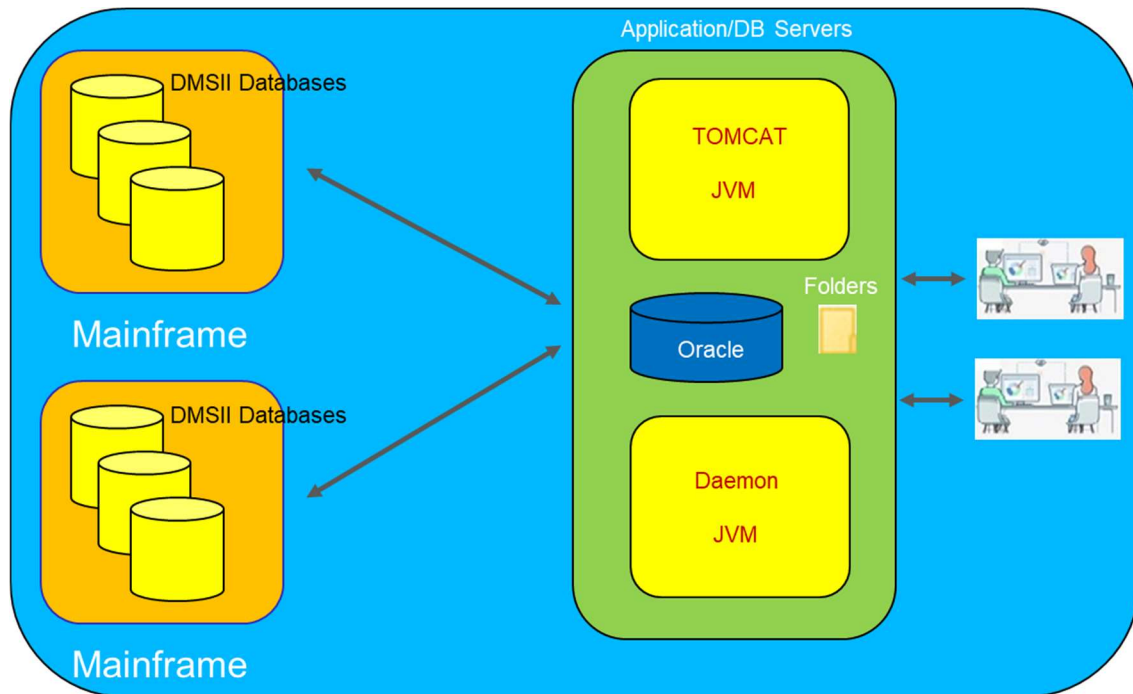 Application/DB Servers
DMSII Databases
TOMCAT
JVM
Folders
Mainframe
Oracle
DMSII Databases
Daemon
JVM
Mainframe